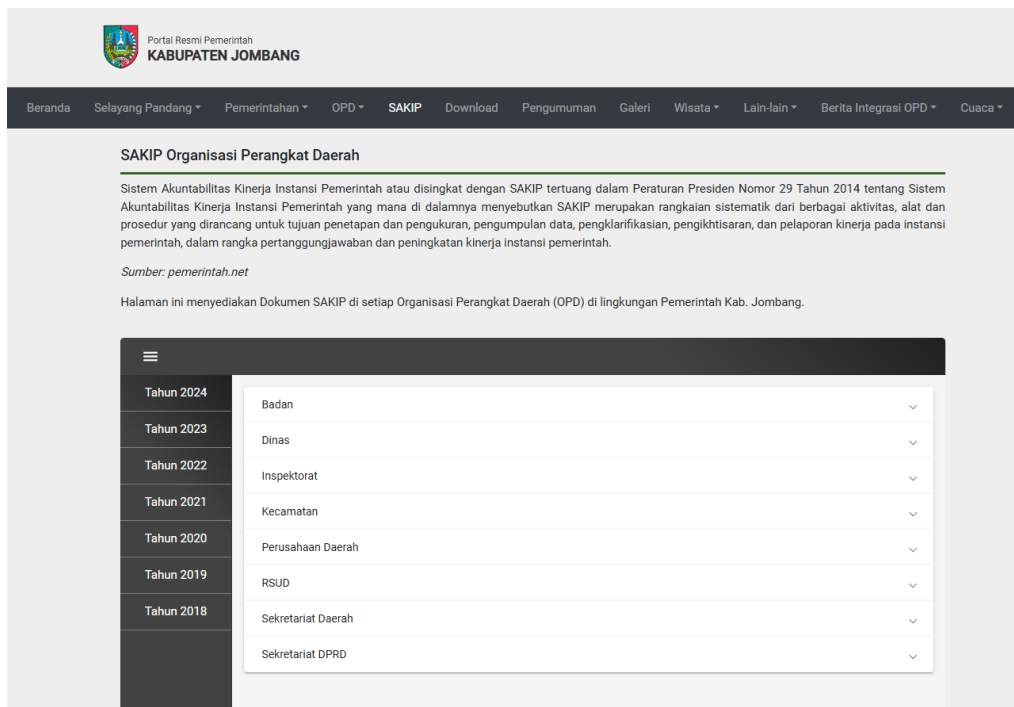 Portal Resmi Pemerintah
KABUPATEN JOMBANG
Beranda Selayang Pandang Pemerintahan OPD SAKIP Download Pengumuman Galeri Wisata Lain-lain Berita Integrasi OPD Cuaca
SAKIP Organisasi Perangkat Daerah
Sistem Akuntabilitas Kinerja Instansi Pemerintah atau disingkat dengan SAKIP tertuang dalam Peraturan Presiden Nomor 29 Tahun 2014 tentang Sistem
Akuntabilitas Kinerja Instansi Pemerintah yang mana di dalamnya menyebutkan SAKIP merupakan rangkaian sistematik dari berbagai aktivitas, alat dan
prosedur yang dirancang untuk tujuan penetapan dan pengukuran, pengumpulan data, pengklarifikasian, pengikhtisaran, dan pelaporan kinerja pada instansi
pemerintah, dalam rangka pertanggungjawaban dan peningkatan kinerja instansi pemerintah.
Sumber: pemerintah.net
Halaman ini menyediakan Dokumen SAKIP di setiap Organisasi Perangkat Daerah (OPD) di lingkungan Pemerintah Kab. Jombang.
Tahun 2024
Tahun 2023
Tahun 2022
Tahun 2021
Tahun 2020
Tahun 2019
Tahun 2018
Badan
Dinas
Inspektorat
Kecamatan
Perusahaan Daerah
RSUD
Sekretariat Daerah
Sekretariat DPRD